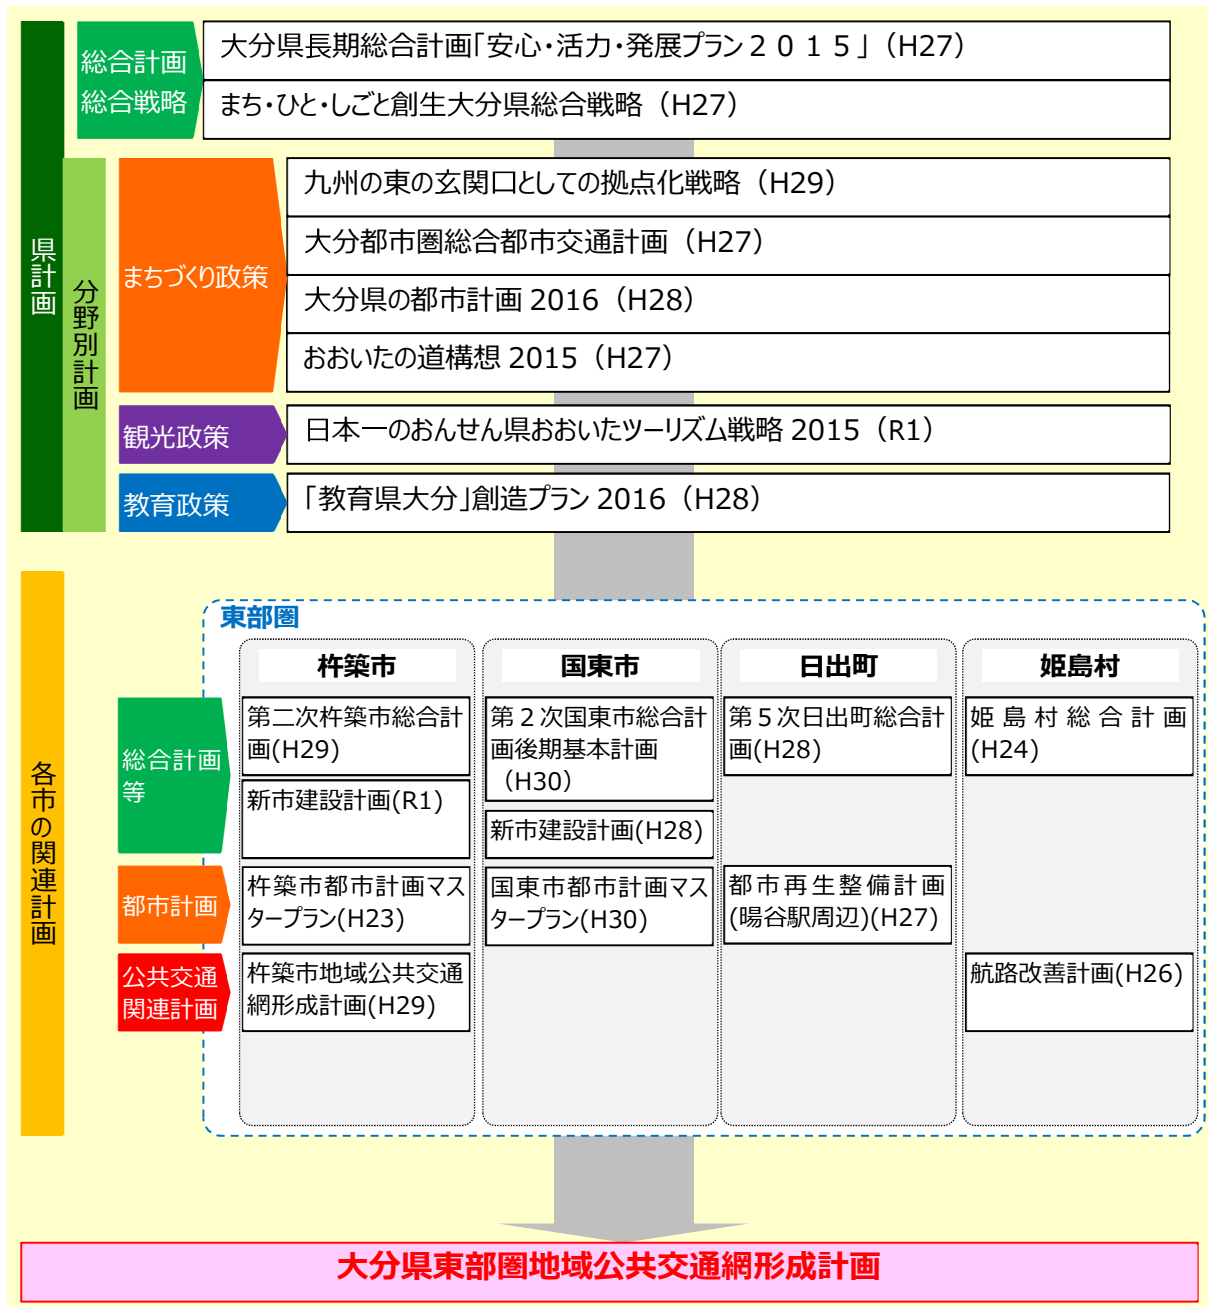 県計画
総合計画
総合戦略
大分県長期総合計画｢安心・活力・発展プラン２０１５」（H27）
まち・ひと・しごと創生大分県総合戦略（H27）
分野別計画
まちづくり政策
九州の東の玄関口としての拠点化戦略（H29）
大分都市圏総合都市交通計画（H27）
大分県の都市計画 2016（H28）
おおいたの道構想 2015（H27）
観光政策
日本一のおんせん県おおいたツーリズム戦略 2015（R1）
教育政策
「教育県大分」創造プラン 2016（H28）
各市の関連計画
東部圏
杵築市
国東市
日出町
姫島村
総合計画
等
第二次杵築市総合計
画(H29)
新市建設計画(R1)
第２次国東市総合計
画後期基本計画
（H30）
新市建設計画(H28)
第５次日出町総合計
画(H28)
姫島村総合計画
(H24)
都市計画
杵築市都市計画マス
タープラン(H23)
国東市都市計画マス
タープラン(H30)
都市再生整備計画
(暘谷駅周辺)(H27)
公共交通
関連計画
杵築市地域公共交通
網形成計画(H29)
航路改善計画(H26)
大分県東部圏地域公共交通網形成計画